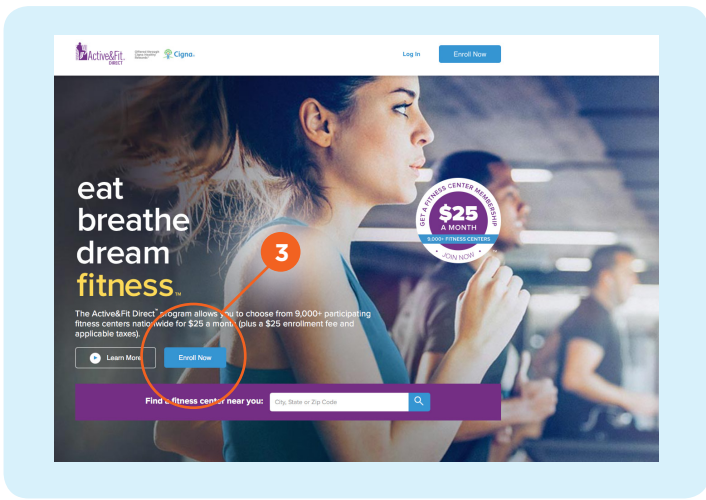 Active&Fit
DIRECT
Cigna
Log In
Enroll Now
eat
breathe
dream
fitness™
GET A FITNESS CENTER MEMBERSHIP
$25
A MONTH
9,000+ FITNESS CENTERS
• JOIN NOW •
3
The Active&Fit Direct™ program allows you to choose from 9,000+ participating
fitness centers nationwide for $25 a month (plus a $25 enrollment fee and
applicable taxes).
Learn More
Enroll Now
Find a fitness center near you:
City, State or Zip Code